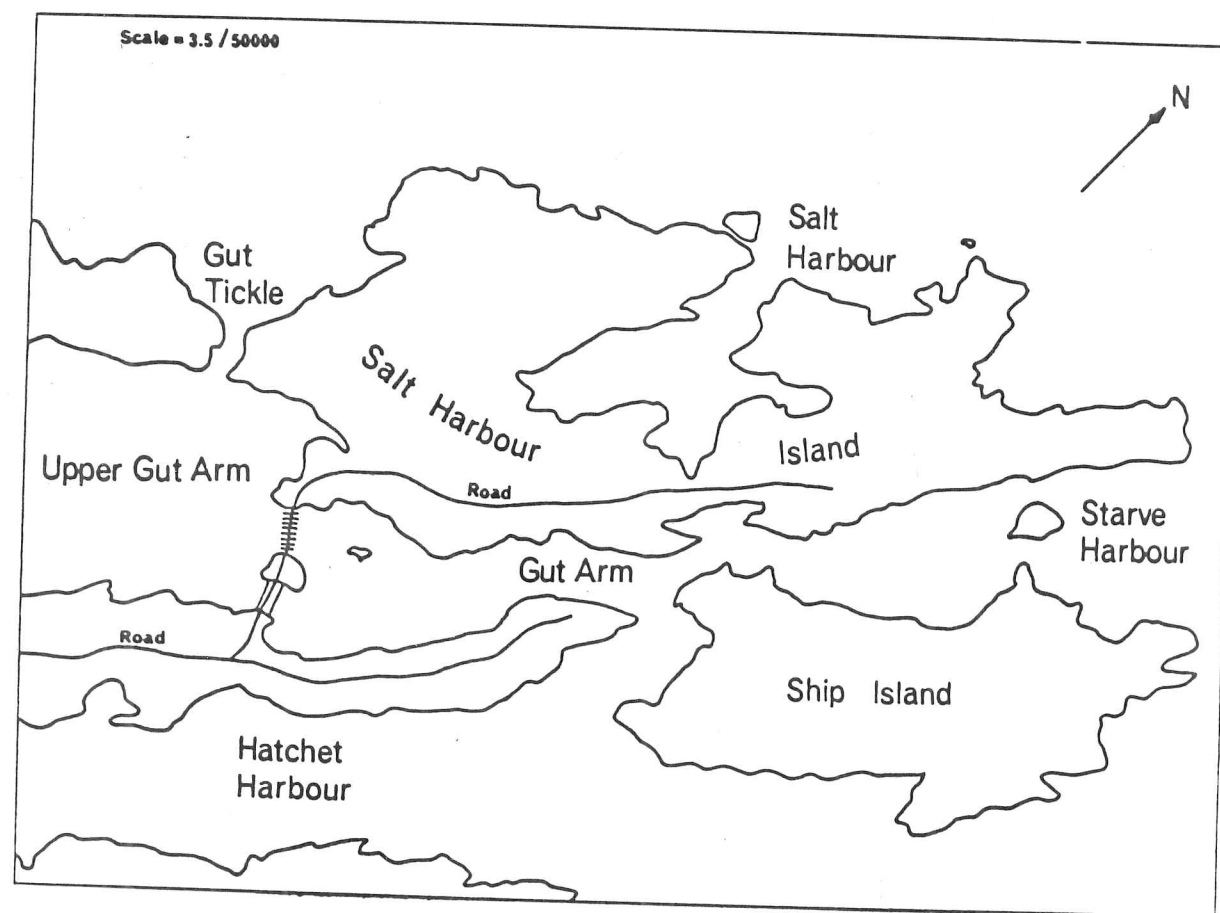 Scale = 3.5 / 50000
N
Salt
Harbour
Gut
Tickle
Salt Harbour
Island
Upper Gut Arm
Road
Starve
Harbour
Gut Arm
Road
Ship Island
Hatchet
Harbour